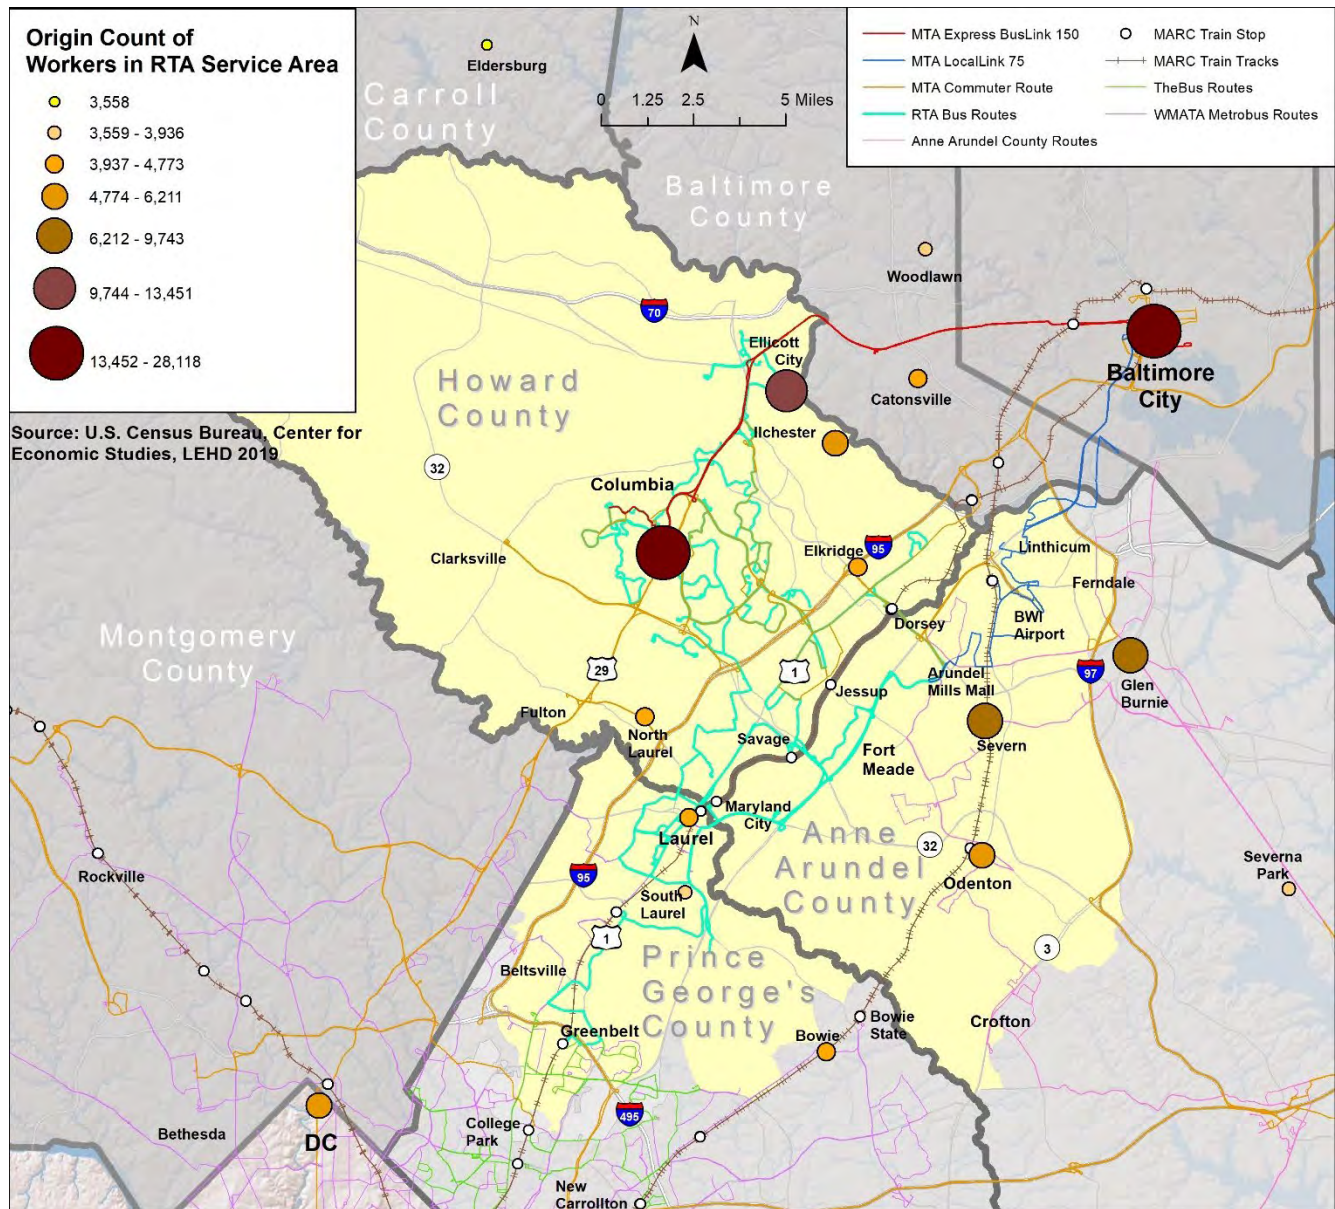 Origin Count of
Workers in RTA Service Area
3,558
3,559 - 3,936
3,937 - 4,773
4,774 - 6,211
6,212 - 9,743
9,744 - 13,451
13,452 - 28,118
Source: U.S. Census Bureau, Center for
Economic Studies, LEHD 2019
N
0 1.25 2.5 5 Miles
MTA Express BusLink 150
MTA LocalLink 75
MTA Commuter Route
RTA Bus Routes
Anne Arundel County Routes
MARC Train Stop
MARC Train Tracks
TheBus Routes
WMATA Metrobus Routes
Eldersburg
Carroll
County
Baltimore
County
Woodlawn
70
Ellicott
City
Howard
County
Catonsville
Baltimore
City
Ilchester
32
Columbia
Clarksville
Elkridge
95
Linthicum
Ferndale
Dorsey
BWI
Airport
Montgomery
County
29
1
Jessup
Arundel
Mills Mall
97
Glen
Burnie
Fulton
North
Laurel
Savage
Fort
Meade
Severn
Maryland
City
Laurel
Anne
Arundel
County
32
Odenton
Severna
Park
Rockville
95
South
Laurel
1
3
Beltsville
Prince
George's
County
Greenbelt
Bowie
Bowie
State
Crofton
495
Bethesda
DC
College
Park
New
Carrollton